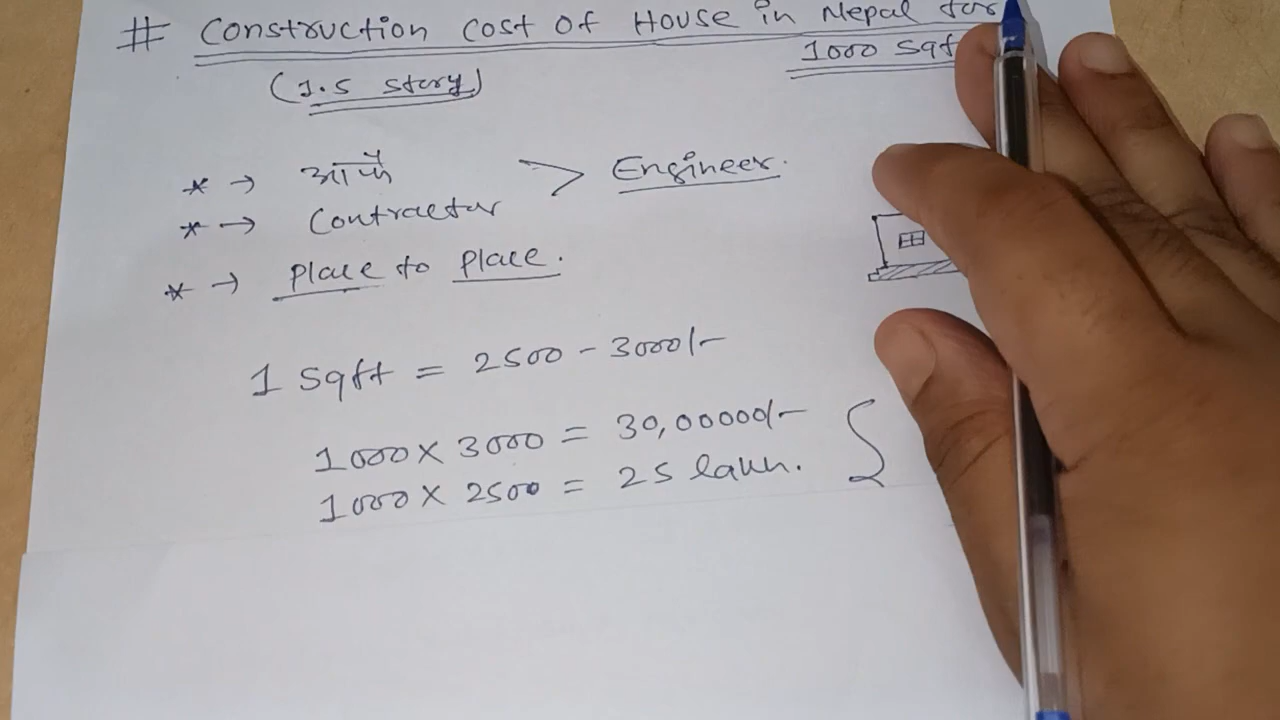 # Construction cost of House in Nepal for
1000 sqft
(1.5 story)
* → आफै
* → Contractor > Engineer.
* → Place to Place.
1 sqft = 2500 - 3000/-
1000 x 3000 = 30,00000/-
1000 x 2500 = 25 lakh.